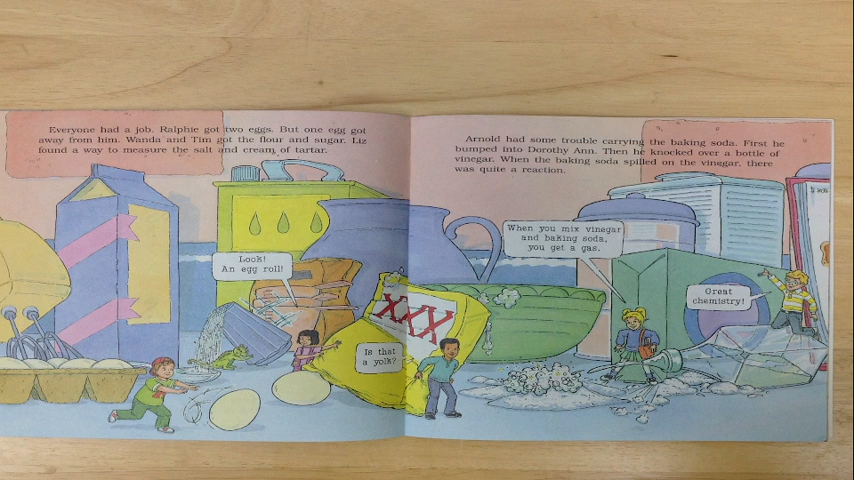 Everyone had a job. Ralphie got two eggs. But one egg got
away from him. Wanda and Tim got the flour and sugar. Liz
found a way to measure the salt and cream of tartar.
Look!
An egg roll!
Is that
a yolk?
XXX
Arnold had some trouble carrying the baking soda. First he
bumped into Dorothy Ann. Then he knocked over a bottle of
vinegar. When the baking soda spilled on the vinegar, there
was quite a reaction.
When you mix vinegar
and baking soda,
you get a gas.
Great
chemistry!